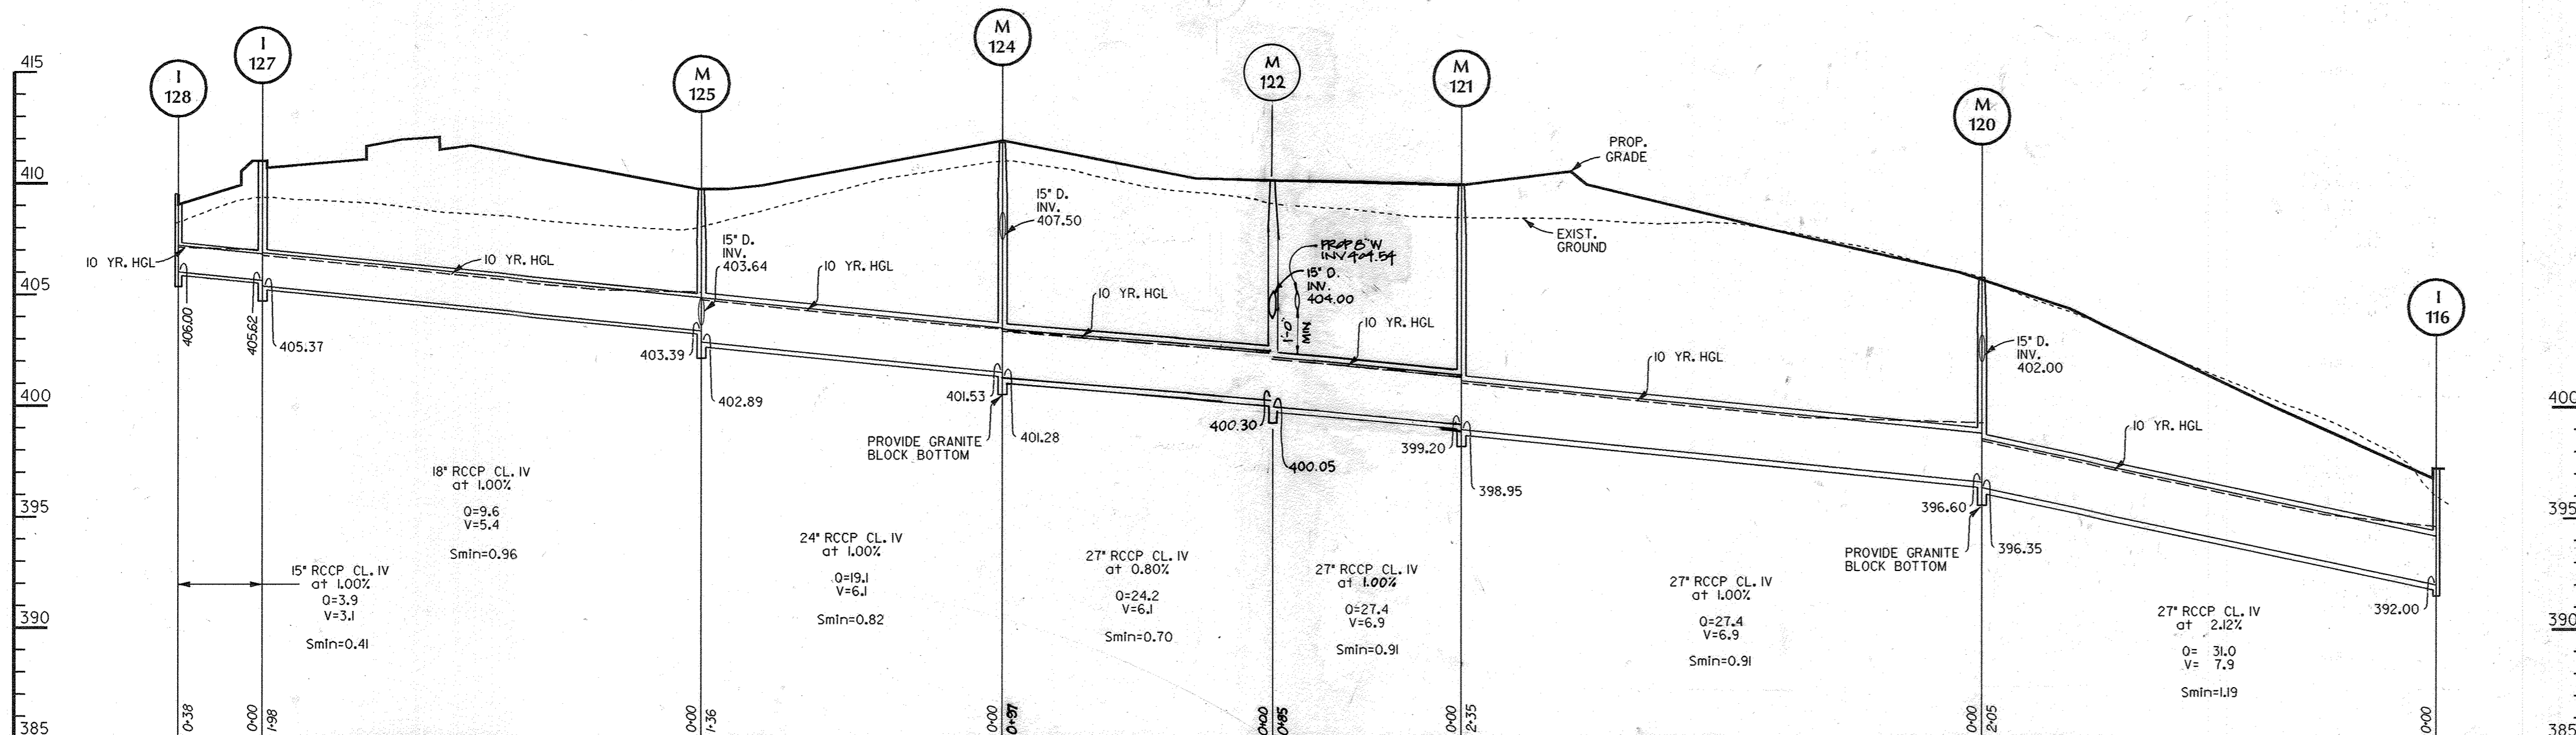 I
128
I
127
M
125
M
124
M
122
M
121
M
120
I
116
415
410
405
400
395
390
385
400
395
390
385
PROP.
GRADE
EXIST.
GROUND
10 YR. HGL
10 YR. HGL
10 YR. HGL
10 YR. HGL
10 YR. HGL
10 YR. HGL
10 YR. HGL
15" D.
INV.
403.64
15" D.
INV.
407.50
PROP 8" W
INV 404.54
15" D.
INV.
404.00
1'-0"
MIN
15" D.
INV.
402.00
406.00
405.62
405.37
403.39
402.89
401.53
401.28
PROVIDE GRANITE
BLOCK BOTTOM
400.30
400.05
399.20
398.95
396.60
396.35
PROVIDE GRANITE
BLOCK BOTTOM
392.00
15" RCCP CL. IV
at 1.00%
Q=3.9
V=3.1
Smin=0.41
18" RCCP CL. IV
at 1.00%
Q=9.6
V=5.4
Smin=0.96
24" RCCP CL. IV
at 1.00%
Q=19.1
V=6.1
Smin=0.82
27" RCCP CL. IV
at 0.80%
Q=24.2
V=6.1
Smin=0.70
27" RCCP CL. IV
at 1.00%
Q=27.4
V=6.9
Smin=0.91
27" RCCP CL. IV
at 1.00%
Q=27.4
V=6.9
Smin=0.91
27" RCCP CL. IV
at 2.12%
Q= 31.0
V= 7.9
Smin=1.19
0+38
0+00
1+98
0+00
1+36
0+00
0+97
0+00
0+85
0+00
2+35
0+00
2+05
0+00